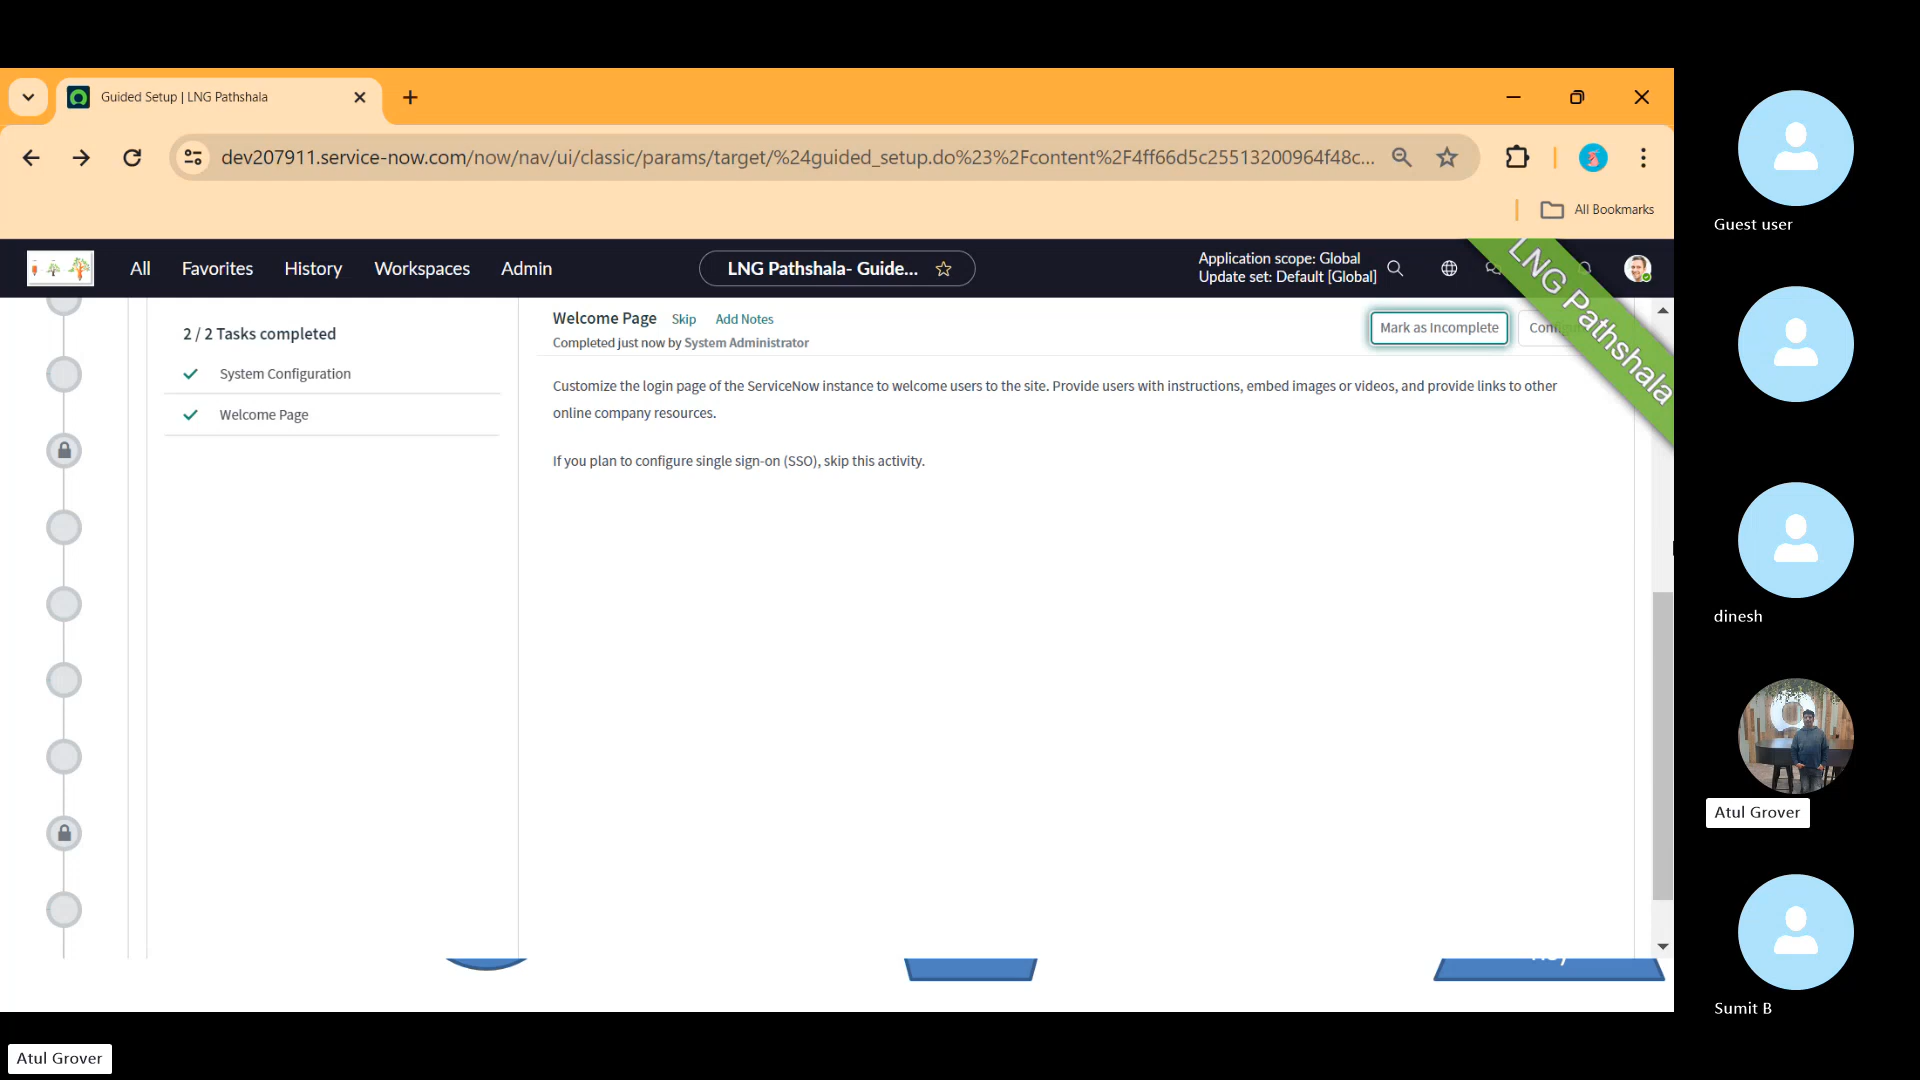 Guided Setup | LNG Pathshala
dev207911.service-now.com/now/nav/ui/classic/params/target/%24guided_setup.do%23%2Fcontent%2F4ff66d5c25513200964f48c...
All Bookmarks
All
Favorites
History
Workspaces
Admin
LNG Pathshala- Guide...
Application scope: Global
Update set: Default [Global]
LNG Pathshala
2 / 2 Tasks completed
System Configuration
Welcome Page
Welcome Page
Skip
Add Notes
Completed just now by System Administrator
Mark as Incomplete
Customize the login page of the ServiceNow instance to welcome users to the site. Provide users with instructions, embed images or videos, and provide links to other
online company resources.
If you plan to configure single sign-on (SSO), skip this activity.
Guest user
dinesh
Atul Grover
Sumit B
Atul Grover